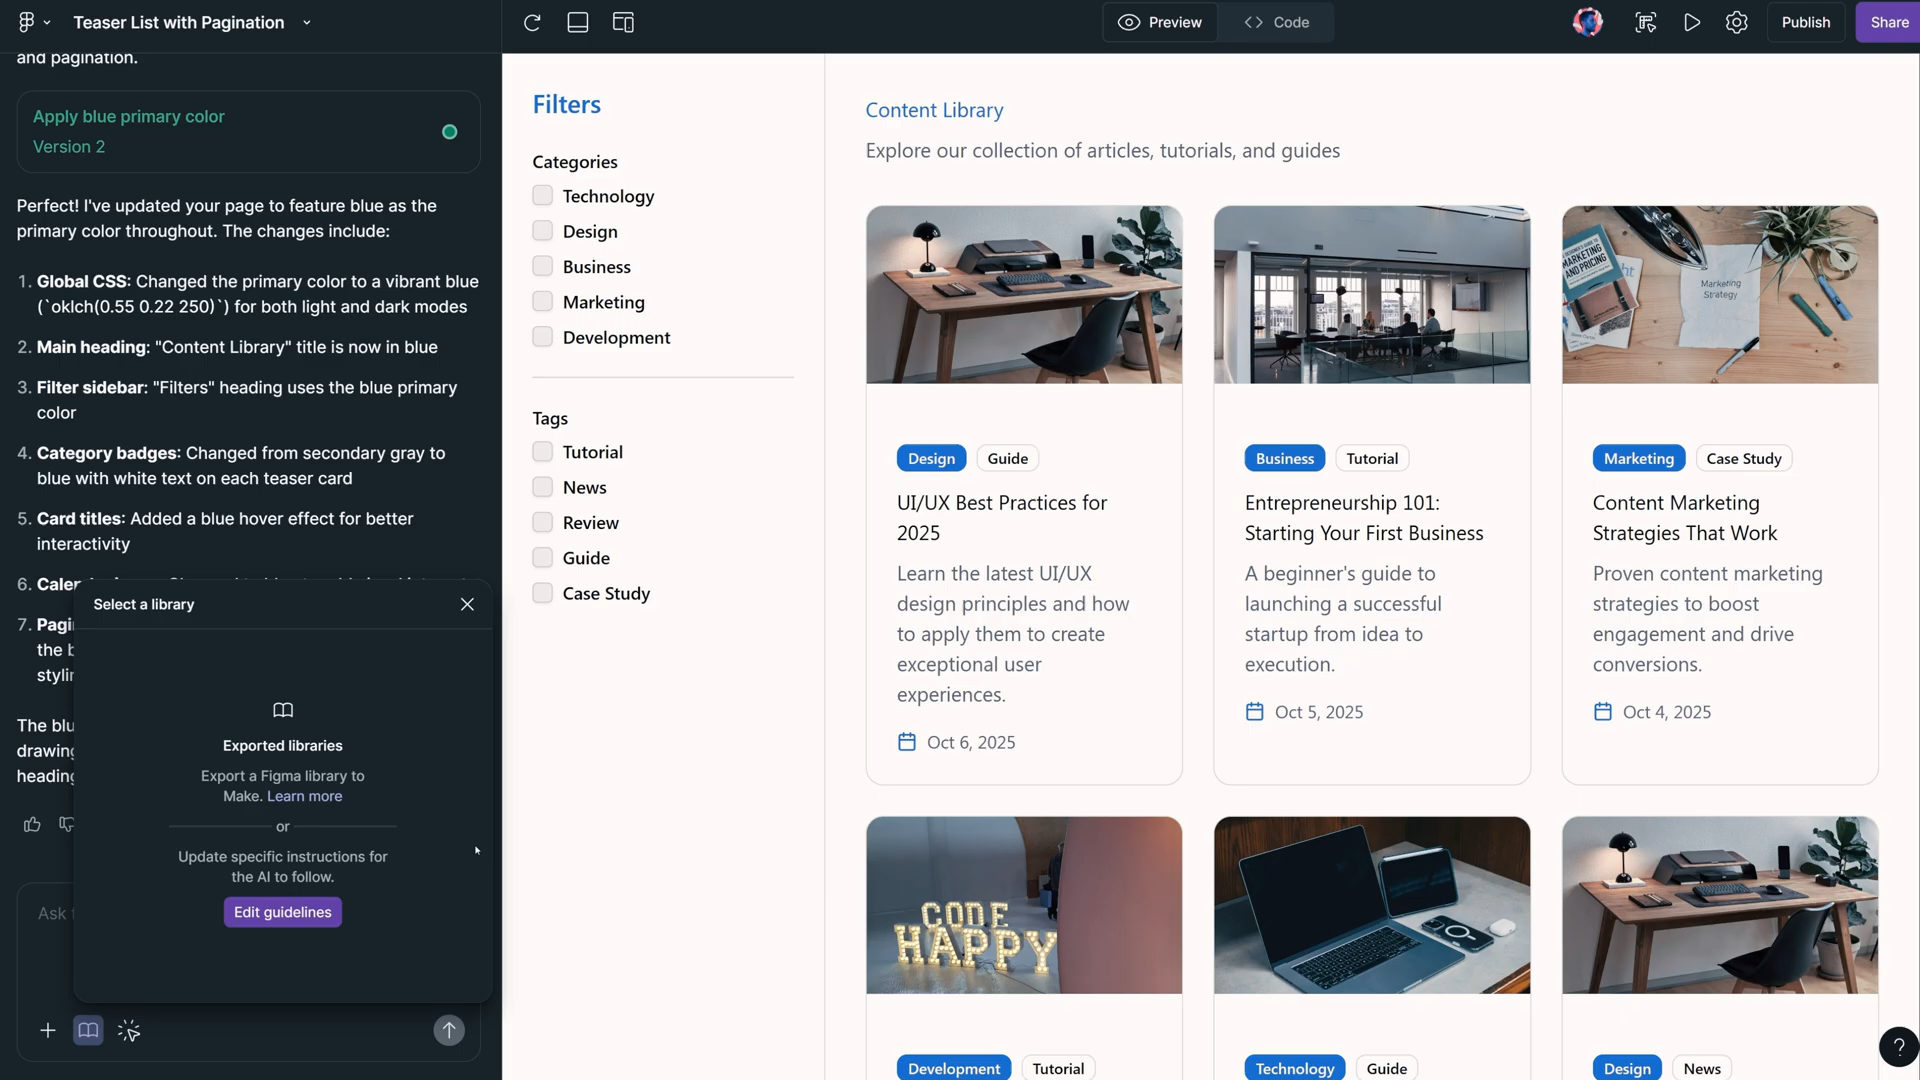 Teaser List with Pagination
Preview
Code
Publish
Share
and pagination.
Apply blue primary color
Version 2
Perfect! I've updated your page to feature blue as the
primary color throughout. The changes include:
1. Global CSS: Changed the primary color to a vibrant blue
(`oklch(0.55 0.22 250)`) for both light and dark modes
2. Main heading: "Content Library" title is now in blue
3. Filter sidebar: "Filters" heading uses the blue primary
color
4. Category badges: Changed from secondary gray to
blue with white text on each teaser card
5. Card titles: Added a blue hover effect for better
interactivity
6.
7.
the
The
Select a library
Exported libraries
Export a Figma library to
Make. Learn more
or
Update specific instructions for
the AI to follow.
Edit guidelines
Ask
Filters
Categories
Technology
Design
Business
Marketing
Development
Tags
Tutorial
News
Review
Guide
Case Study
Content Library
Explore our collection of articles, tutorials, and guides
Design
Guide
UI/UX Best Practices for
2025
Learn the latest UI/UX
design principles and how
to apply them to create
exceptional user
experiences.
Oct 6, 2025
Business
Tutorial
Entrepreneurship 101:
Starting Your First Business
A beginner's guide to
launching a successful
startup from idea to
execution.
Oct 5, 2025
MARKETING
AND PRICING
Marketing
Strategy
Marketing
Case Study
Content Marketing
Strategies That Work
Proven content marketing
strategies to boost
engagement and drive
conversions.
Oct 4, 2025
CODE
HAPPY
Development
Tutorial
Technology
Guide
Design
News
?